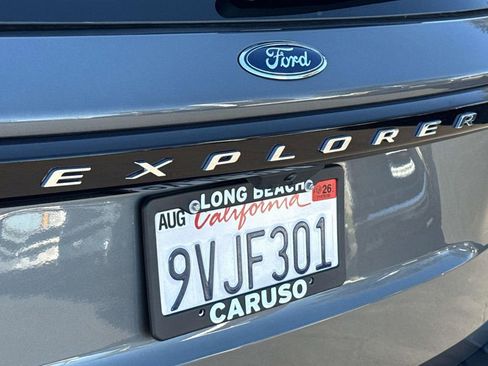 Ford
EXPLORER
LONG BEACH
AUG California 26
9VJF301
CARUSO